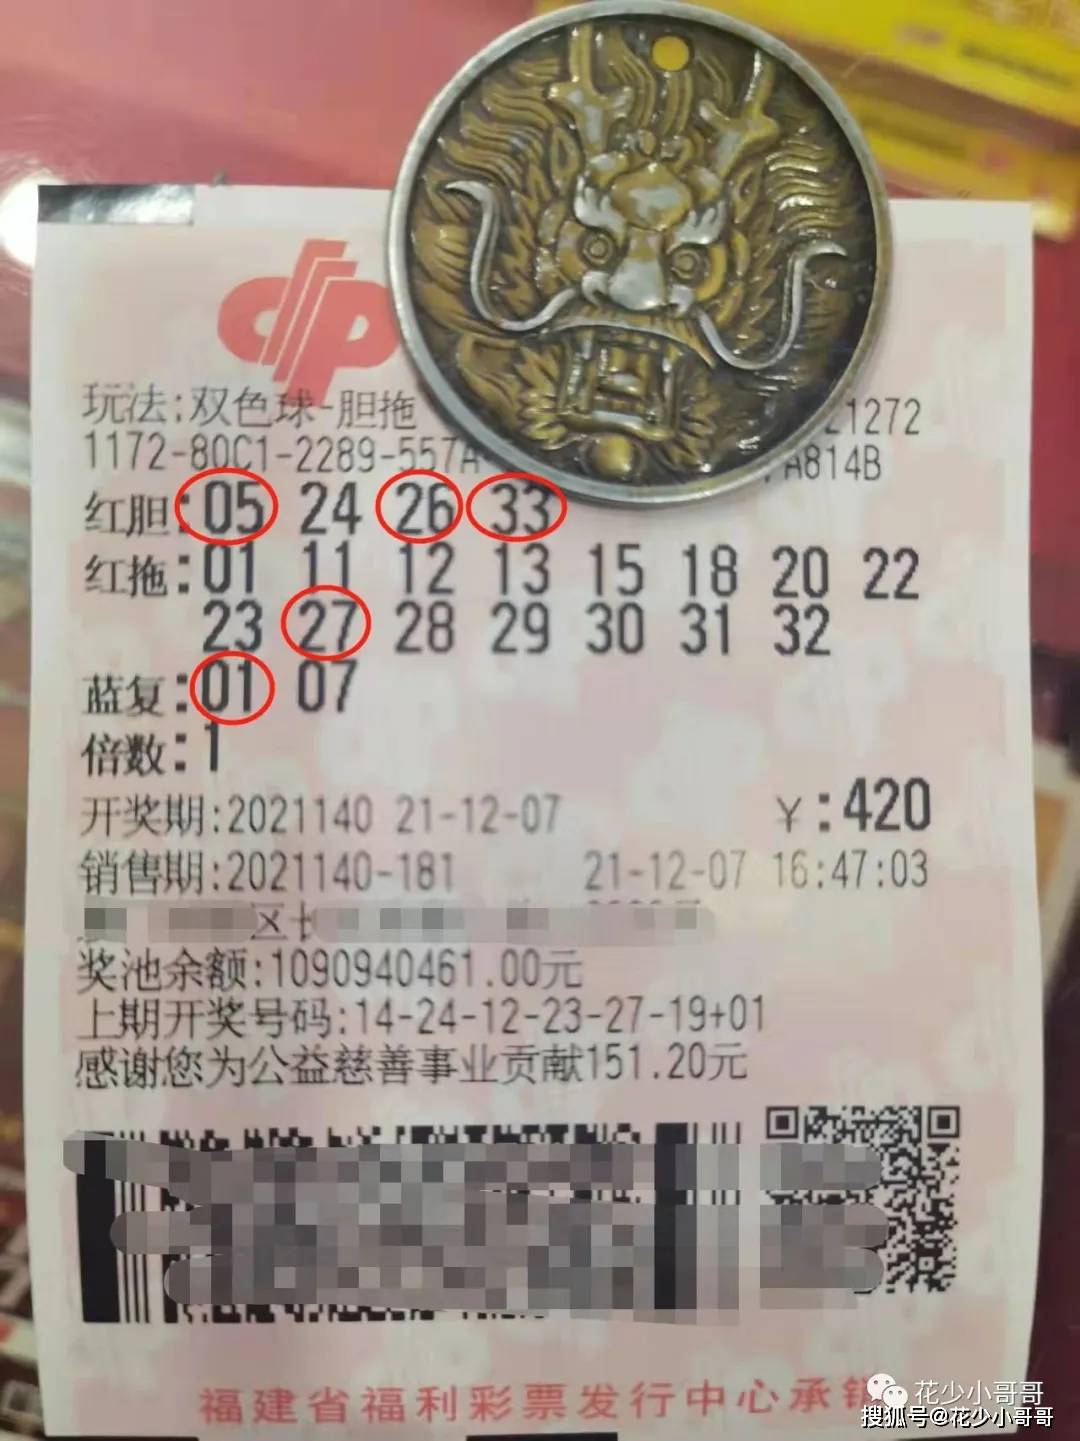 玩法:双色球-胆拖
21272
1172-80C1-2289-557A
A814B
红胆:05 24 26 33
红拖:01 11 12 13 15 18 20 22
23 27 28 29 30 31 32
蓝复:01 07
倍数:1
开奖期:2021140 21-12-07 ¥:420
销售期:2021140-181 21-12-07 16:47:03
区
奖池余额:1090940461.00元
上期开奖号码:14-24-12-23-27-19+01
感谢您为公益慈善事业贡献151.20元
福建省福利彩票发行中心承销
花少小哥哥
搜狐号@花少小哥哥